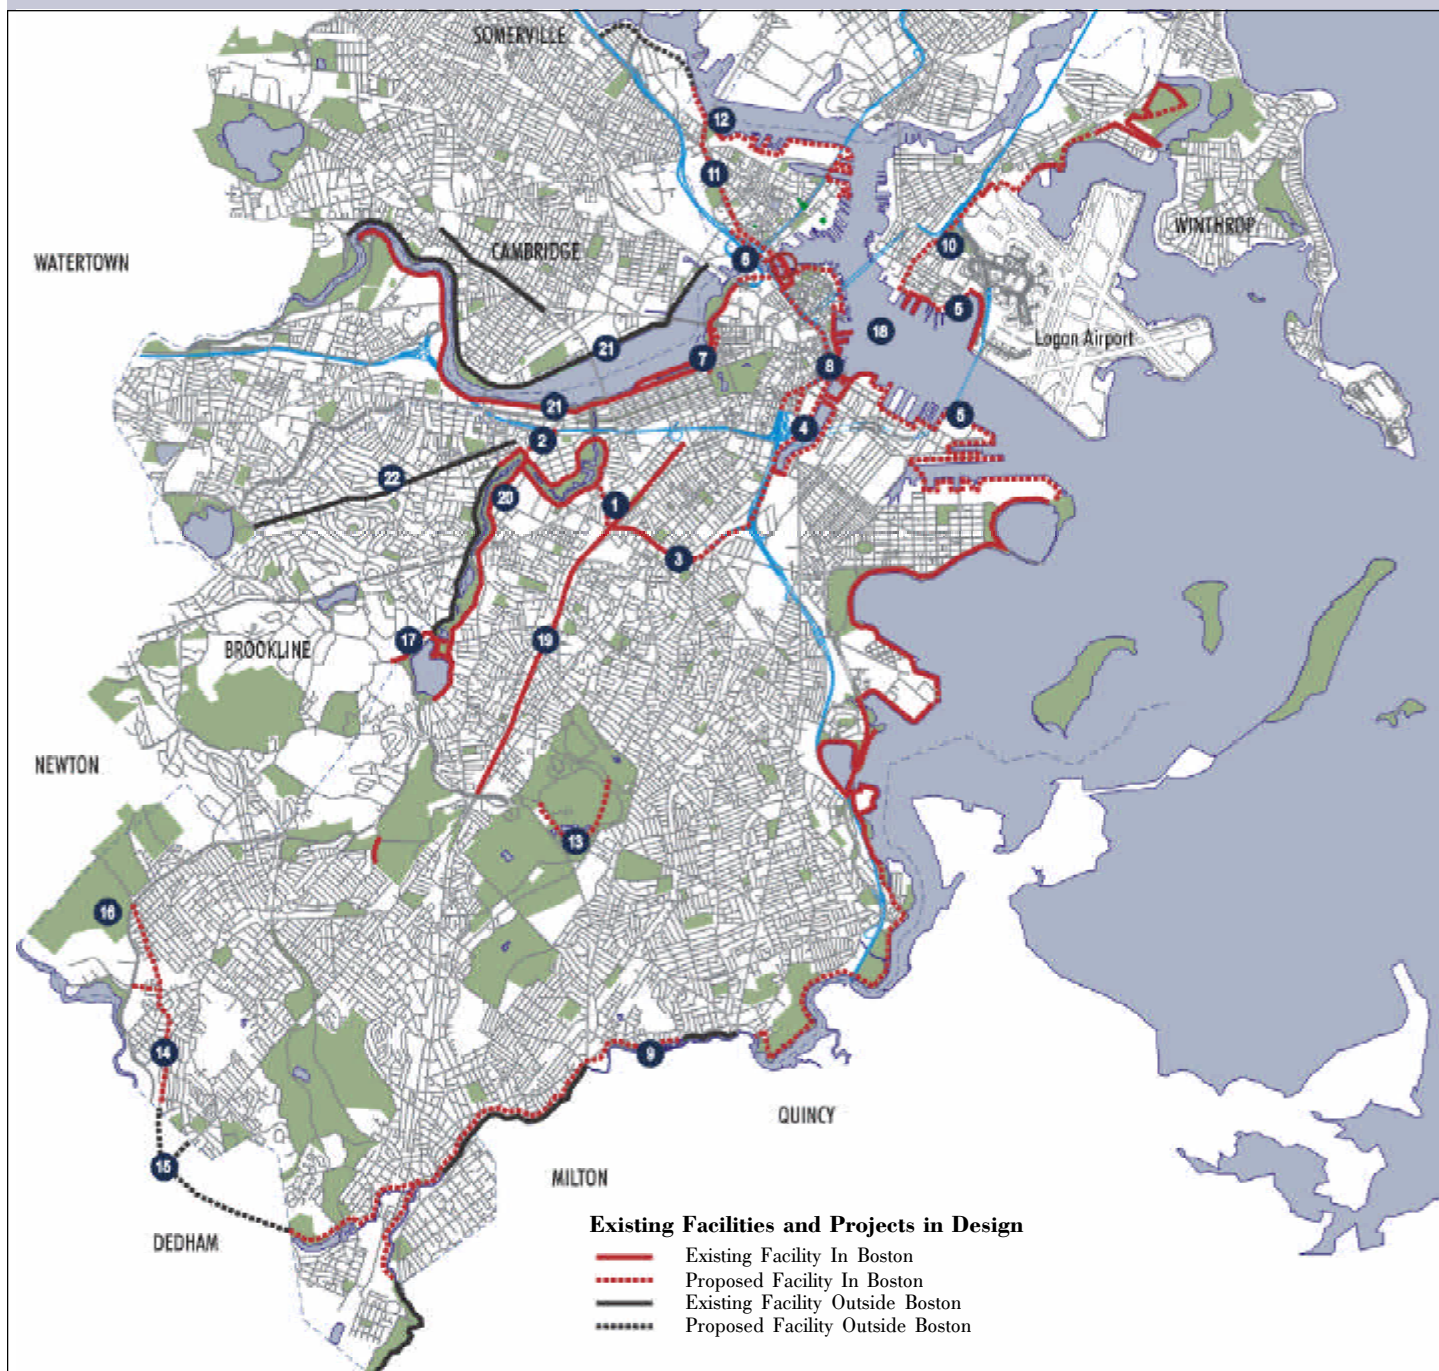 SOMERVILLE
12
11
WINTHROP
CAMBRIDGE
10
WATERTOWN
6
5
18
Logan Airport
21
7
8
21
5
4
2
22
20
1
3
17
19
BROOKLINE
NEWTON
13
16
14
9
QUINCY
15
MILTON
DEDHAM
Existing Facilities and Projects in Design
Existing Facility In Boston
Proposed Facility In Boston
Existing Facility Outside Boston
Proposed Facility Outside Boston